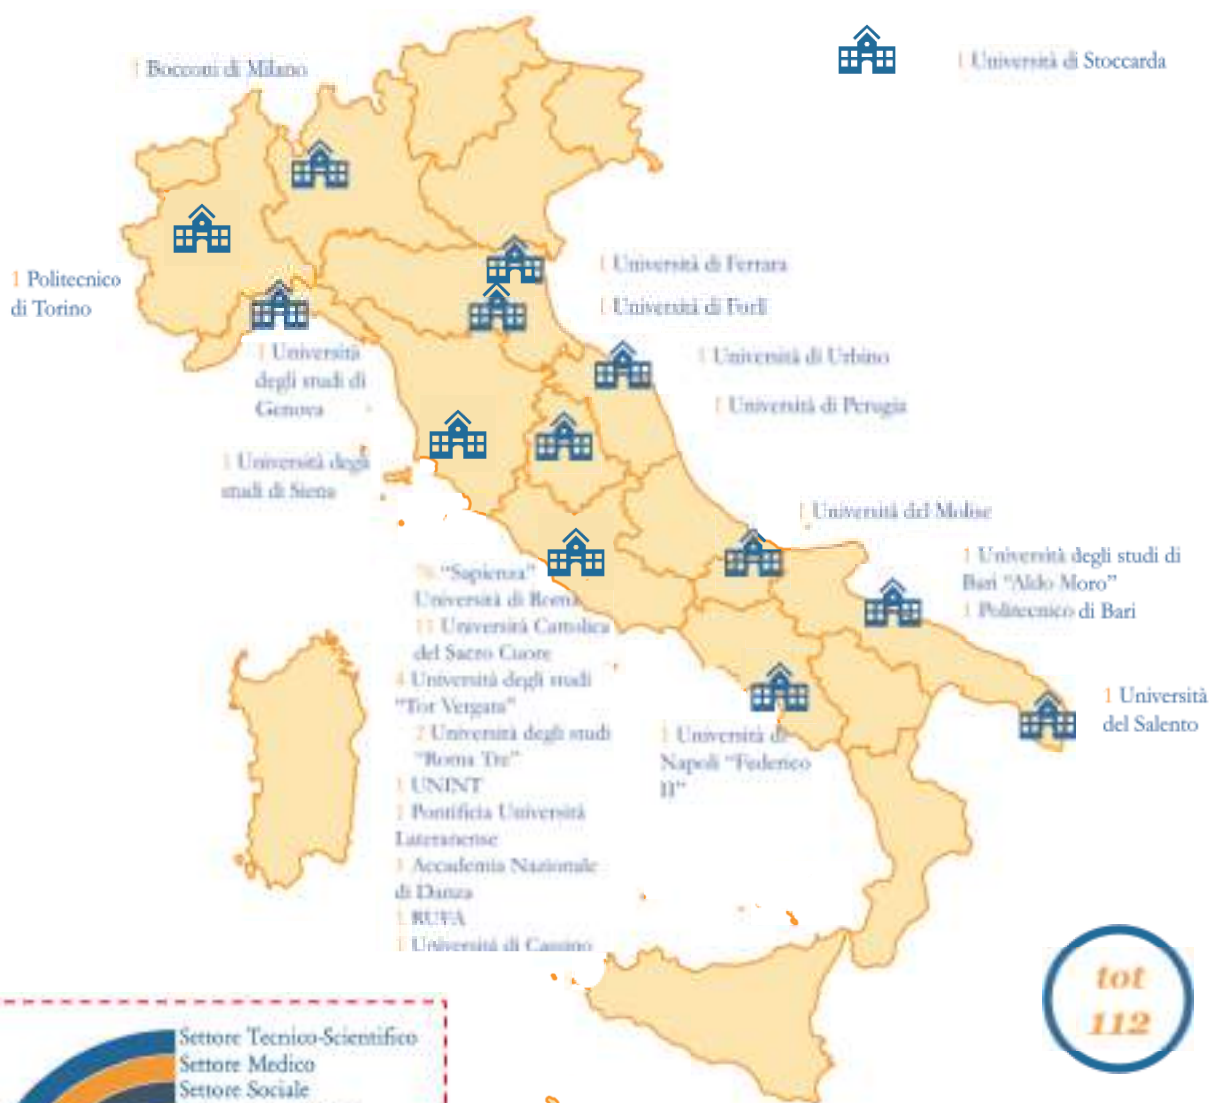 1 Bocconi di Milano
1 Università di Stoccarda
1 Politecnico
di Torino
1 Università di Ferrara
1 Università di Forlì
1 Università
degli studi di
Genova
1 Università di Urbino
1 Università di Perugia
1 Università degli
studi di Siena
1 Università del Molise
1 Università degli studi di
Bari "Aldo Moro"
1 Politecnico di Bari
"Sapienza"
Università di Roma
11 Università Cattolica
del Sacro Cuore
4 Università degli studi
"Tor Vergata"
2 Università degli studi
"Roma Tre"
1 UNINT
1 Pontificia Università
Lateranense
1 Accademia Nazionale
di Danza
1 RUFA
1 Università di Cassino
1 Università di
Napoli "Federico
II"
1 Università
del Salento
tot
112
Settore Tecnico-Scientifico
Settore Medico
Settore Sociale